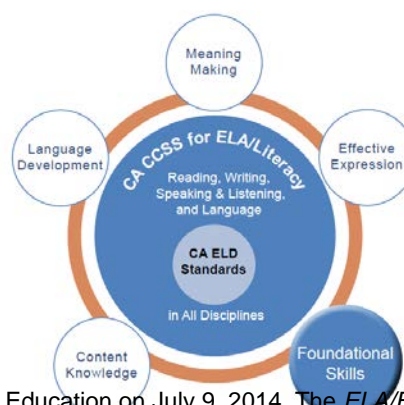 Meaning
Making
Language
Development
Effective
Expression
CA CCSS for ELA/Literacy
Reading, Writing,
Speaking & Listening,
and Language
CA ELD
Standards
in All Disciplines
Content
Knowledge
Foundational
Skills
Education on July 9, 2014. The ELA/E